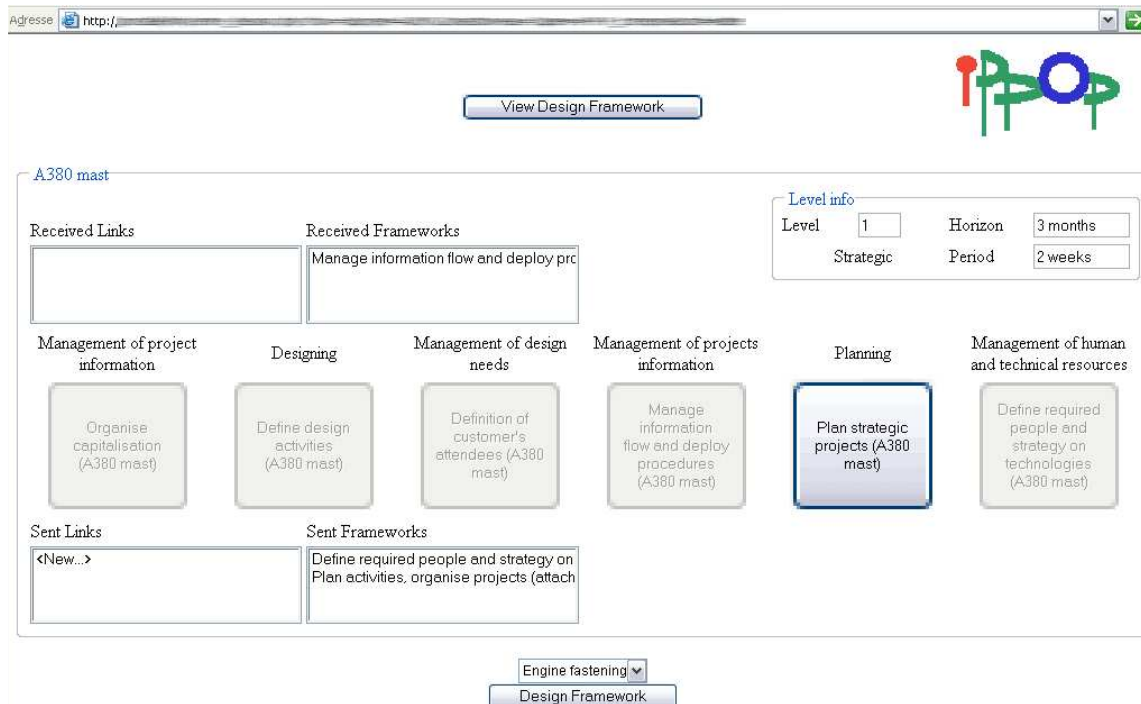 Adresse http://
iPPOP
View Design Framework
A380 mast
Level info
Level 1 Horizon 3 months
Strategic Period 2 weeks
Received Links Received Frameworks
Manage information flow and deploy pro
Management of project information
Designing
Management of design needs
Management of projects information
Planning
Management of human and technical resources
Organise
capitalisation
(A380 mast)
Define design
activities
(A380 mast)
Definition of
customer's
attendees (A380
mast)
Manage
information
flow and deploy
procedures
(A380 mast)
Plan strategic
projects (A380
mast)
Define required
people and
strategy on
technologies
(A380 mast)
Sent Links Sent Frameworks
<New...>
Define required people and strategy on
Plan activities, organise projects (attach
Engine fastening
Design Framework